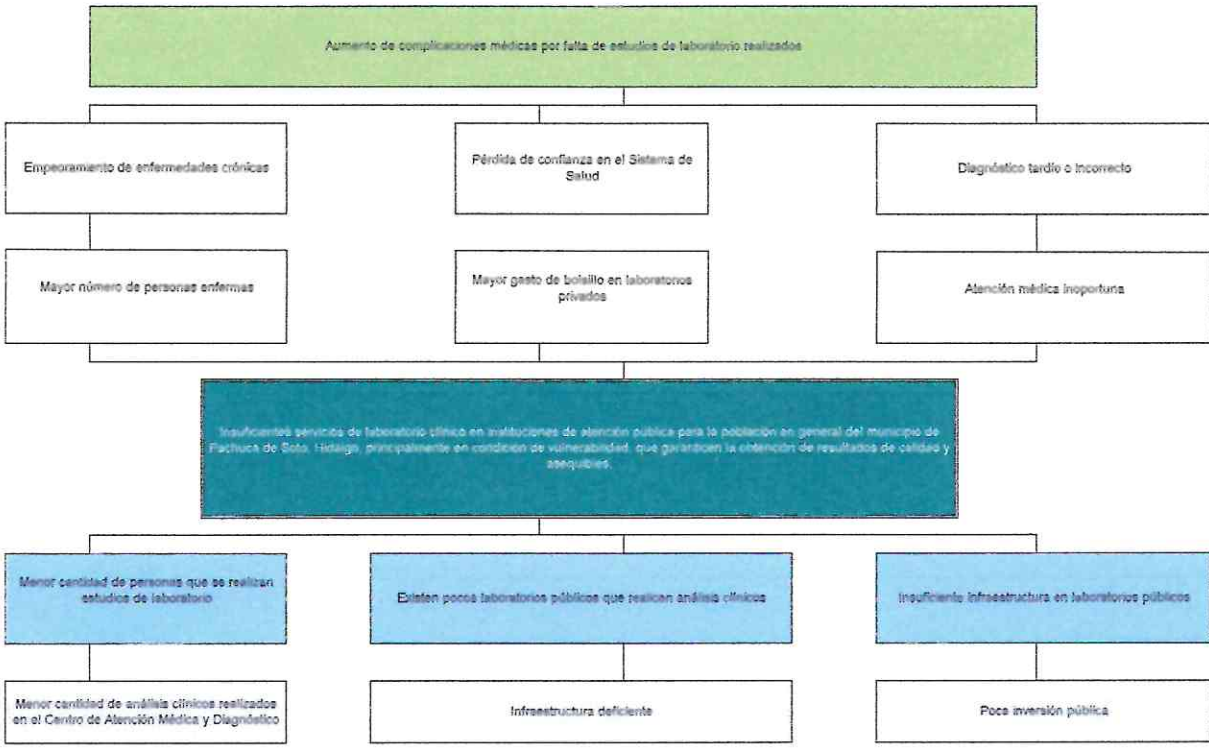 Aumento de complicaciones médicas por falta de estudios de laboratorio realizados
Empeoramiento de enfermedades crónicas
Pérdida de confianza en el Sistema de
Salud
Diagnóstico tardío o incorrecto
Mayor número de personas enfermas
Mayor gasto de bolsillo en laboratorios
privados
Atención médica inoportuna
Insuficientes servicios de laboratorio clínico en instituciones de atención pública para la población en general del municipio de
Pachuca de Soto, Hidalgo, principalmente en condición de vulnerabilidad, que garanticen la obtención de resultados de calidad y
asequibles.
Menor cantidad de personas que se realizan
estudios de laboratorio
Existen pocos laboratorios públicos que realicen análisis clínicos
Insuficiente infraestructura en laboratorios públicos
Menor cantidad de análisis clínicos realizados
en el Centro de Atención Médica y Diagnóstico
Infraestructura deficiente
Poca inversión pública